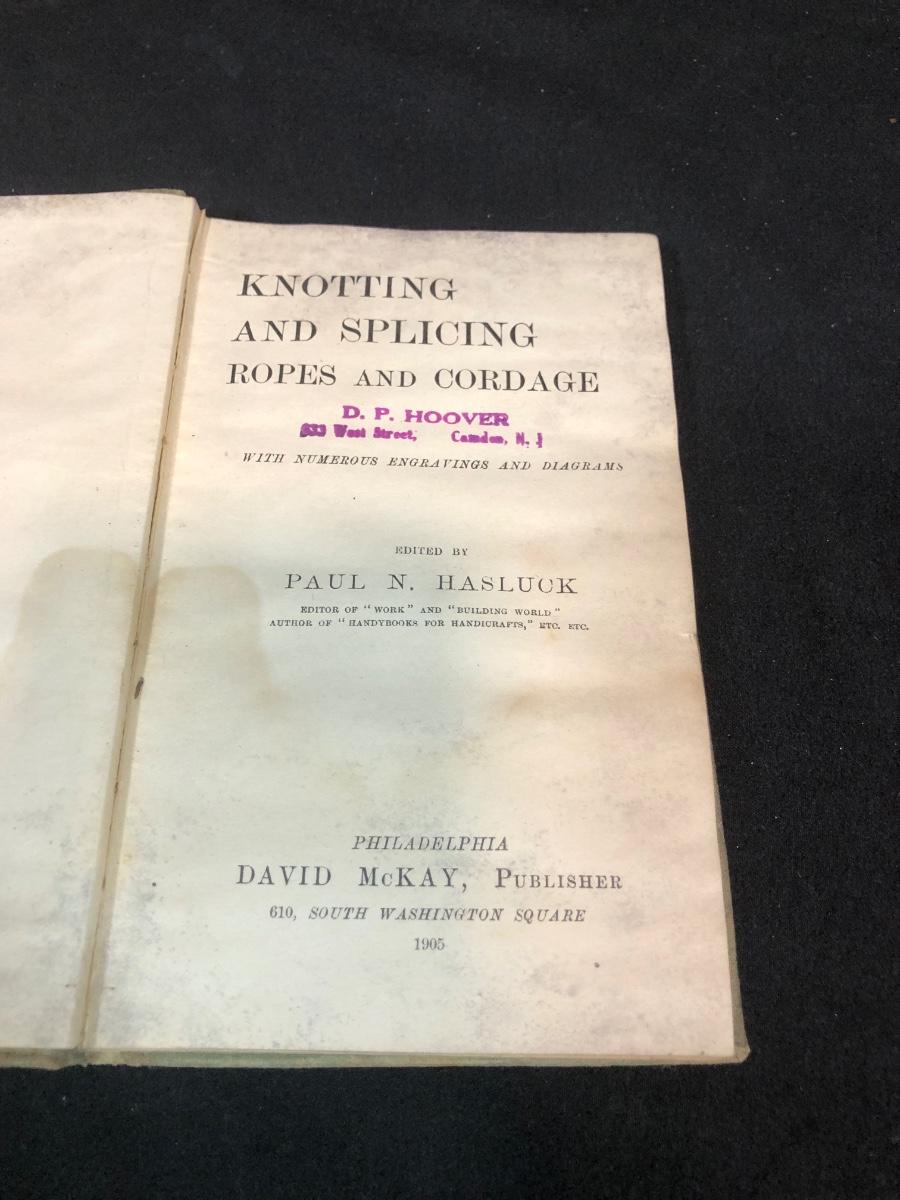 KNOTTING
AND SPLICING
ROPES AND CORDAGE
D. P. HOOVER
633 West Street, Camden, N. J
WITH NUMEROUS ENGRAVINGS AND DIAGRAMS
EDITED BY
PAUL N. HASLUCK
EDITOR OF "WORK" AND "BUILDING WORLD"
AUTHOR OF "HANDYBOOKS FOR HANDICRAFTS," ETC. ETC.
PHILADELPHIA
DAVID McKAY, PUBLISHER
610, SOUTH WASHINGTON SQUARE
1905